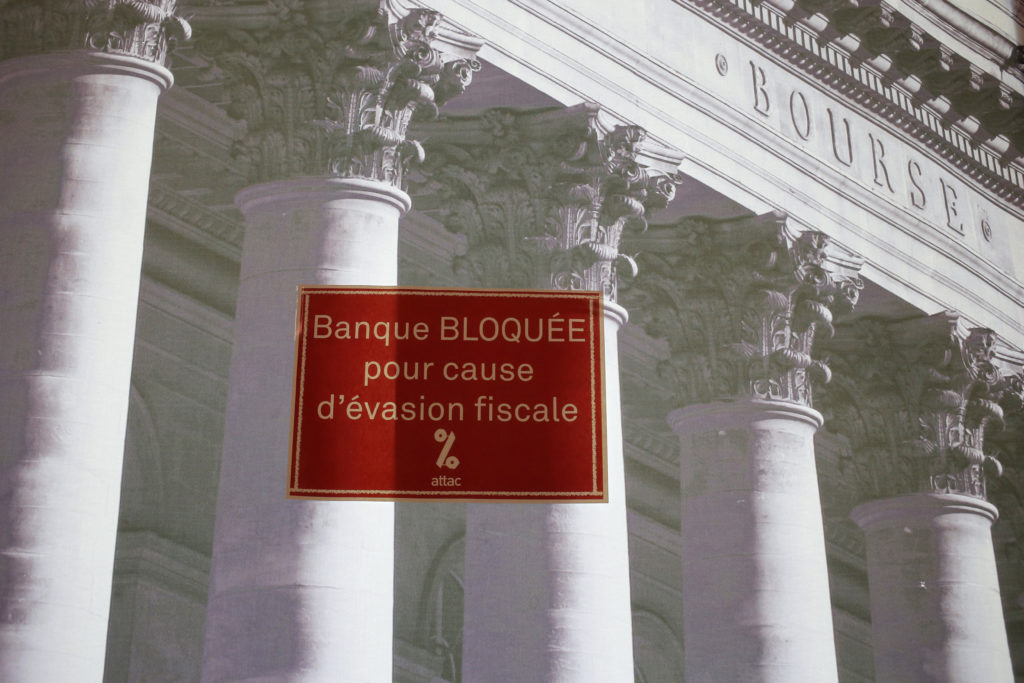 BOURSE
Banque BLOQUÉE
pour cause
d'évasion fiscale
%
attac